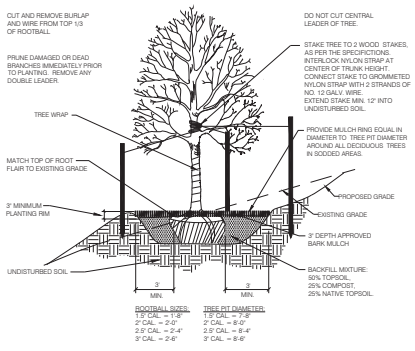 CUT AND REMOVE BURLAP
AND WIRE FROM TOP 1/3
OF ROOTBALL
PRUNE DAMAGED OR DEAD
BRANCHES IMMEDIATELY PRIOR
TO PLANTING. REMOVE ANY
DOUBLE LEADER.
TREE WRAP
MATCH TOP OF ROOT
FLAIR TO EXISTING GRADE
3" MINIMUM
PLANTING RIM
UNDISTURBED SOIL
DO NOT CUT CENTRAL
LEADER OF TREE.
STAKE TREE TO 2 WOOD STAKES,
AS PER THE SPECIFICTIONS.
INTERLOCK NYLON STRAP AT
CENTER OF TRUNK HEIGHT.
CONNECT STAKE TO GROMMETED
NYLON STRAP WITH 2 STRANDS OF
NO. 12 GALV. WIRE.
EXTEND STAKE MIN. 12" INTO
UNDISTURBED SOIL.
PROVIDE MULCH RING EQUAL IN
DIAMETER TO TREE PIT DIAMETER
AROUND ALL DECIDUOUS TREES
IN SODDED AREAS.
PROPOSED GRADE
EXISTING GRADE
3" DEPTH APPROVED
BARK MULCH
BACKFILL MIXTURE:
50% TOPSOIL,
25% COMPOST,
25% NATIVE TOPSOIL.
3'
MIN.
3'
MIN.
ROOTBALL SIZES:
1.5" CAL. = 1'-8"
2" CAL. = 2'-0"
2.5" CAL. = 2'-4"
3" CAL. = 2'-6"
TREE PIT DIAMETER:
1.5" CAL. = 7'-8"
2" CAL. = 8'-0"
2.5" CAL. = 8'-4"
3" CAL. = 8'-6"